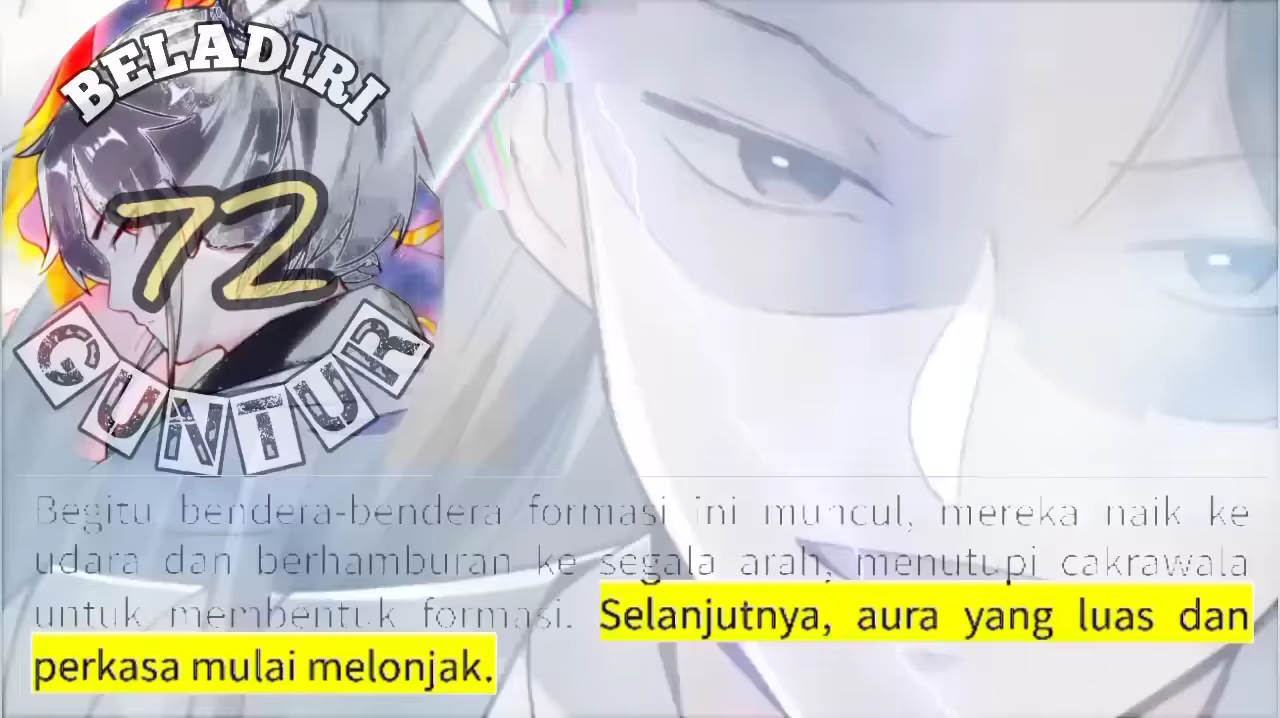 BELADIRI
72
GUNTUR
Begitu bendera-bendera formasi ini muncul, mereka naik ke
udara dan berhamburan ke segala arah, menutupi cakrawala
untuk membentuk formasi. Selanjutnya, aura yang luas dan
perkasa mulai melonjak.